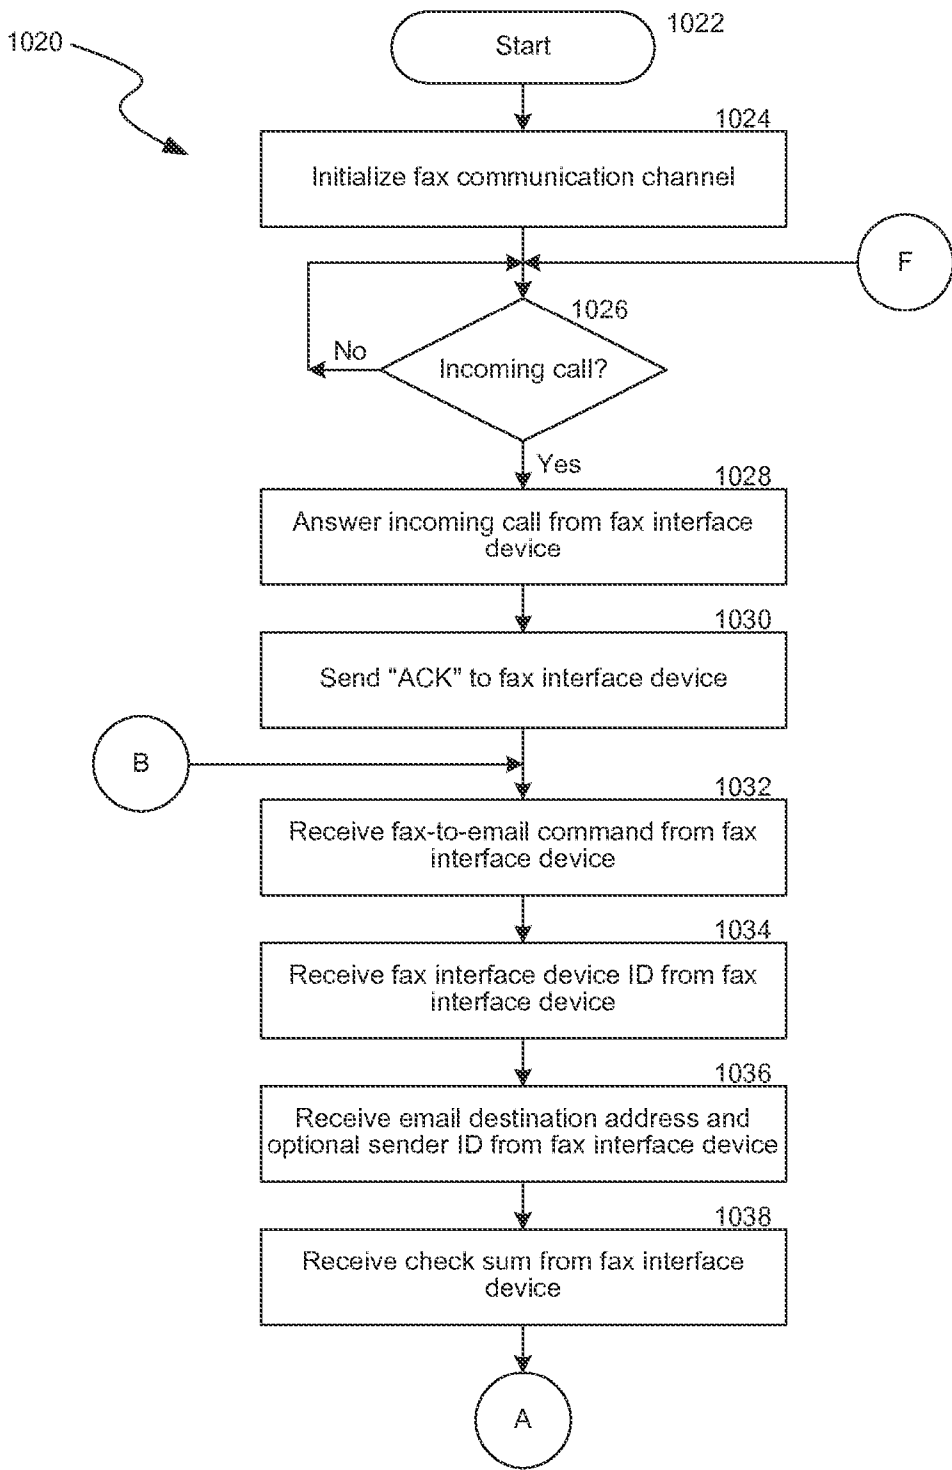 1020
Start
1022
1024
Initialize fax communication channel
F
1026
Incoming call?
No
Yes
1028
Answer incoming call from fax interface
device
1030
Send "ACK" to fax interface device
B
1032
Receive fax-to-email command from fax
interface device
1034
Receive fax interface device ID from fax
interface device
1036
Receive email destination address and
optional sender ID from fax interface device
1038
Receive check sum from fax interface
device
A